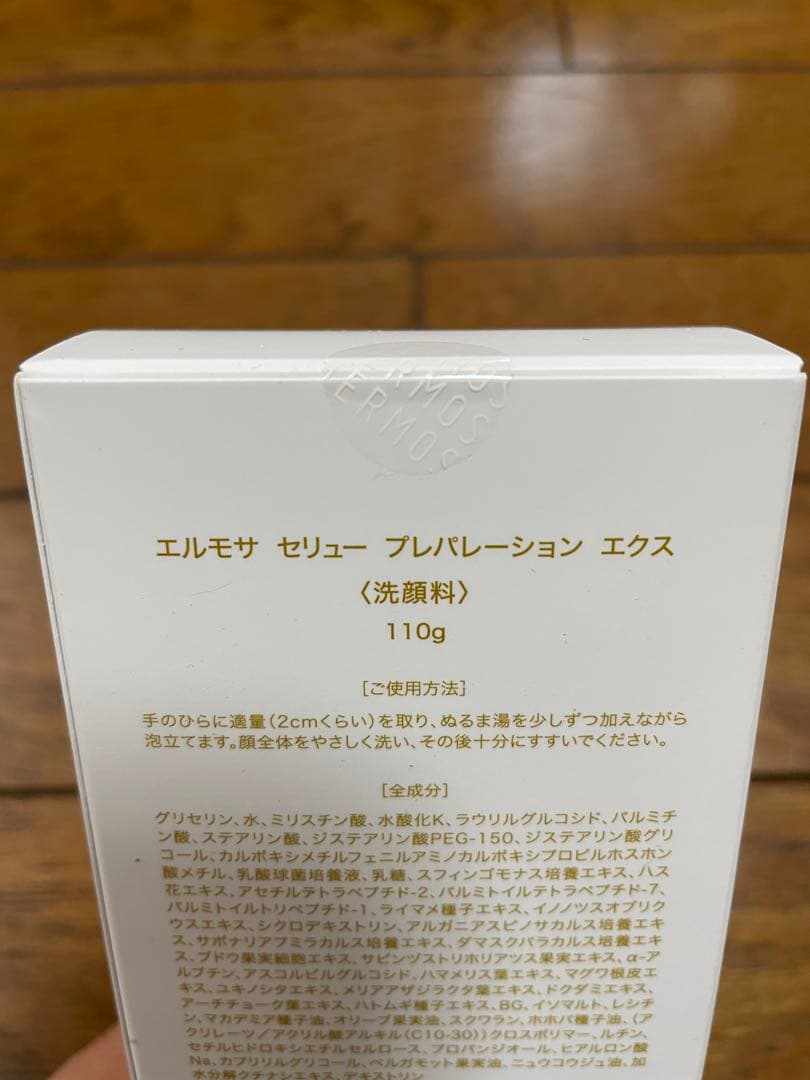 ERMOS
ERMOS
エルモサ セリュー プレパレーション エクス
〈洗顔料〉
110g
[ご使用方法]
手のひらに適量(2cmくらい)を取り、ぬるま湯を少しずつ加えながら
泡立てます。顔全体をやさしく洗い、その後十分にすすいでください。
[全成分]
グリセリン、水、ミリスチン酸、水酸化K、ラウリルグルコシド、パルミチ
ン酸、ステアリン酸、ジステアリン酸PEG-150、ジステアリン酸グリ
コール、カルボキシメチルフェニルアミノカルボキシプロピルホスホン
酸メチル、乳酸球菌培養液、乳糖、スフィンゴモナス培養エキス、ハス
花エキス、アセチルテトラペプチド-2、パルミトイルテトラペプチド-7、
パルミトイルトリペプチド-1、ライマメ種子エキス、イノノツスオブリク
ウスエキス、シクロデキストリン、アルガニアスピノサカルス培養エキ
ス、サポナリアプミラカルス培養エキス、ダマスクバラカルス培養エキ
ス、ブドウ果実細胞エキス、サピンヅストリホリアツス果実エキス、α-ア
ルブチン、アスコルビルグルコシド、ハマメリス葉エキス、マグワ根皮エ
キス、ユキノシタエキス、メリアアザジラクタ葉エキス、ドクダミエキス、
アーチチョーク葉エキス、ハトムギ種子エキス、BG、イソマルト、レシチ
ン、マカデミア種子油、オリーブ果実油、スクワラン、ホホバ種子油、(ア
クリレーツ/アクリル酸アルキル(C10-30))クロスポリマー、ルチン、
セチルヒドロキシエチルセルロース、プロパンジオール、ヒアルロン酸
Na、カプリリルグリコール、ベルガモット果実油、ニュウコウジュ油、加
水分解クチナシエキス、デキストリン